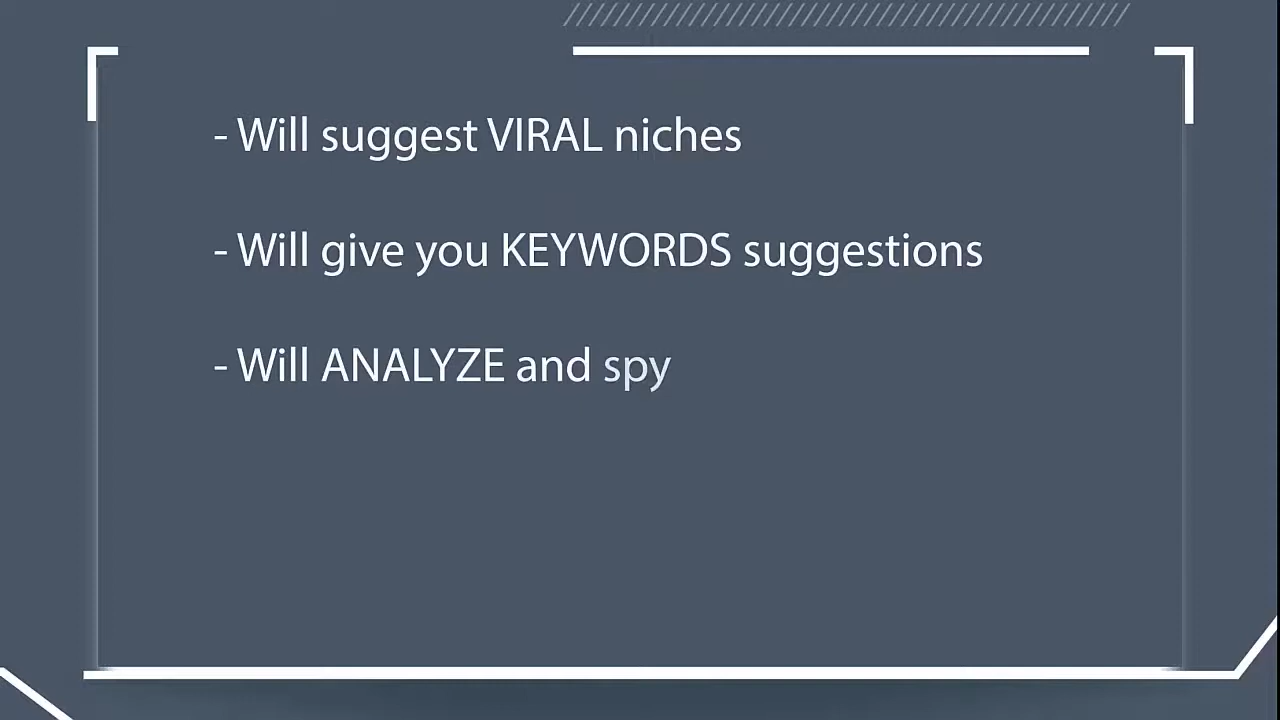 - Will suggest VIRAL niches
- Will give you KEYWORDS suggestions
- Will ANALYZE and spy